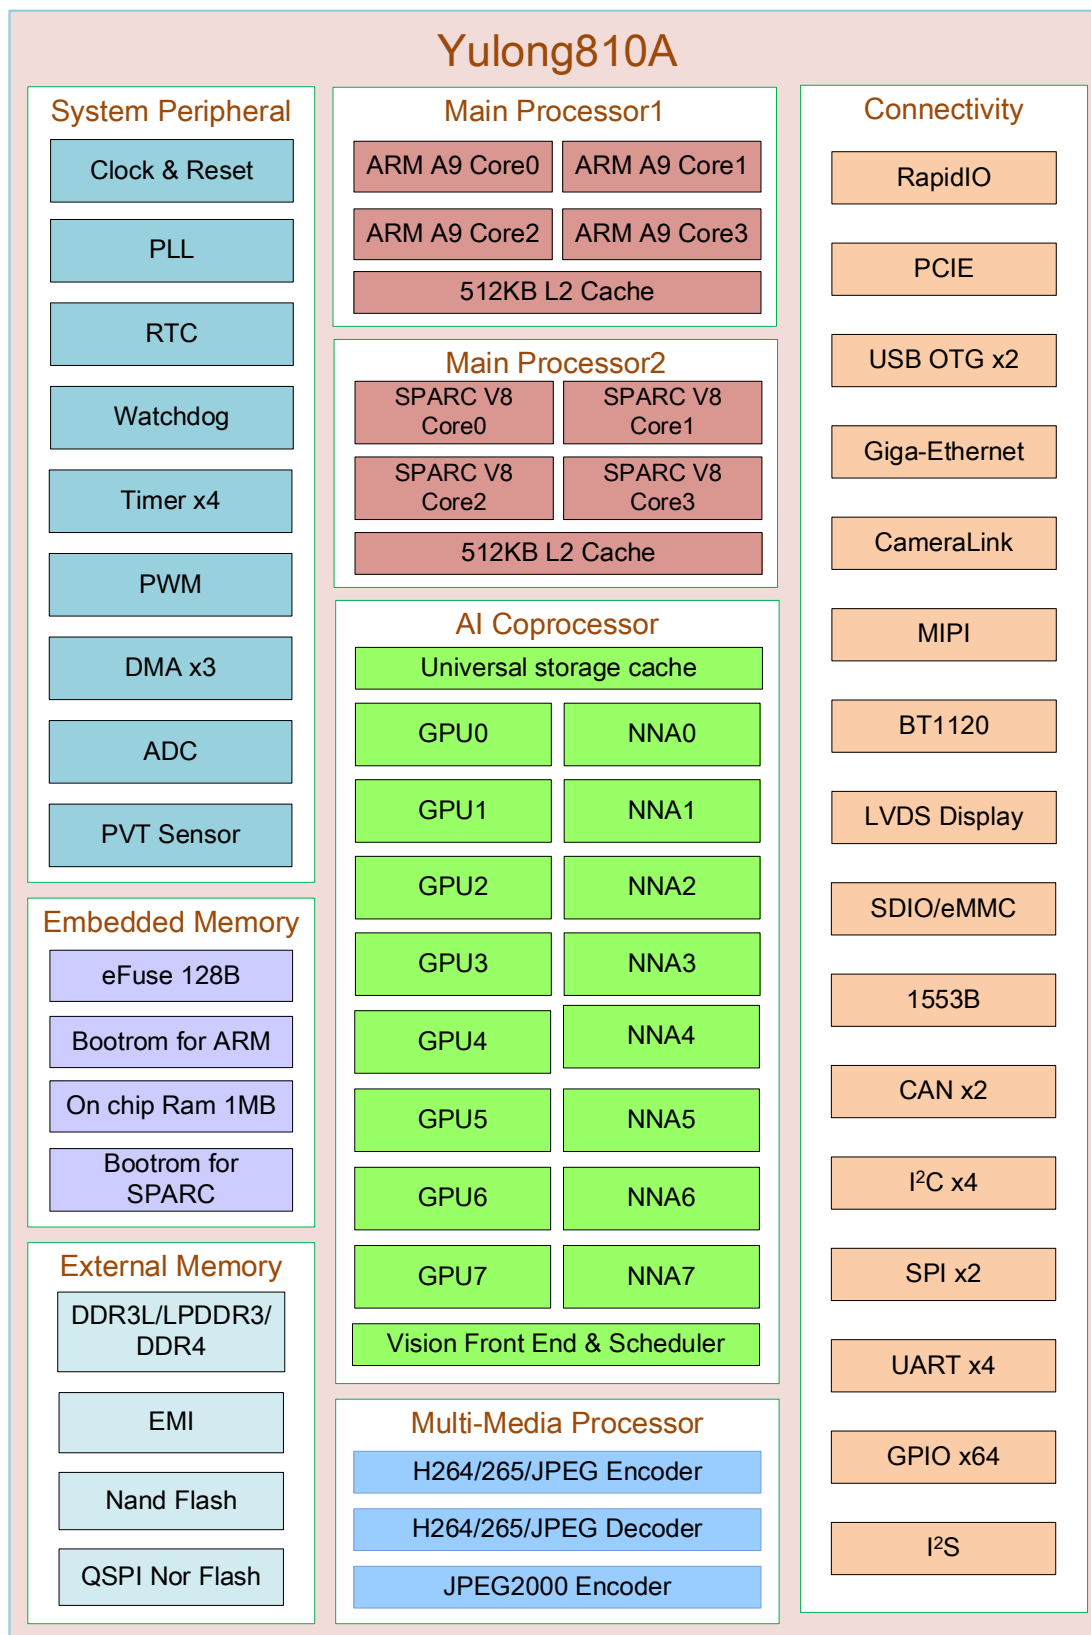 Yulong810A
System Peripheral
Clock & Reset
PLL
RTC
Watchdog
Timer x4
PWM
DMA x3
ADC
PVT Sensor
Embedded Memory
eFuse 128B
Bootrom for ARM
On chip Ram 1MB
Bootrom for
SPARC
External Memory
DDR3L/LPDDR3/
DDR4
EMI
Nand Flash
QSPI Nor Flash
Main Processor1
ARM A9 Core0
ARM A9 Core1
ARM A9 Core2
ARM A9 Core3
512KB L2 Cache
Main Processor2
SPARC V8
Core0
SPARC V8
Core1
SPARC V8
Core2
SPARC V8
Core3
512KB L2 Cache
AI Coprocessor
Universal storage cache
GPU0
NNA0
GPU1
NNA1
GPU2
NNA2
GPU3
NNA3
GPU4
NNA4
GPU5
NNA5
GPU6
NNA6
GPU7
NNA7
Vision Front End & Scheduler
Multi-Media Processor
H264/265/JPEG Encoder
H264/265/JPEG Decoder
JPEG2000 Encoder
Connectivity
RapidIO
PCIE
USB OTG x2
Giga-Ethernet
CameraLink
MIPI
BT1120
LVDS Display
SDIO/eMMC
1553B
CAN x2
I²C x4
SPI x2
UART x4
GPIO x64
I²S